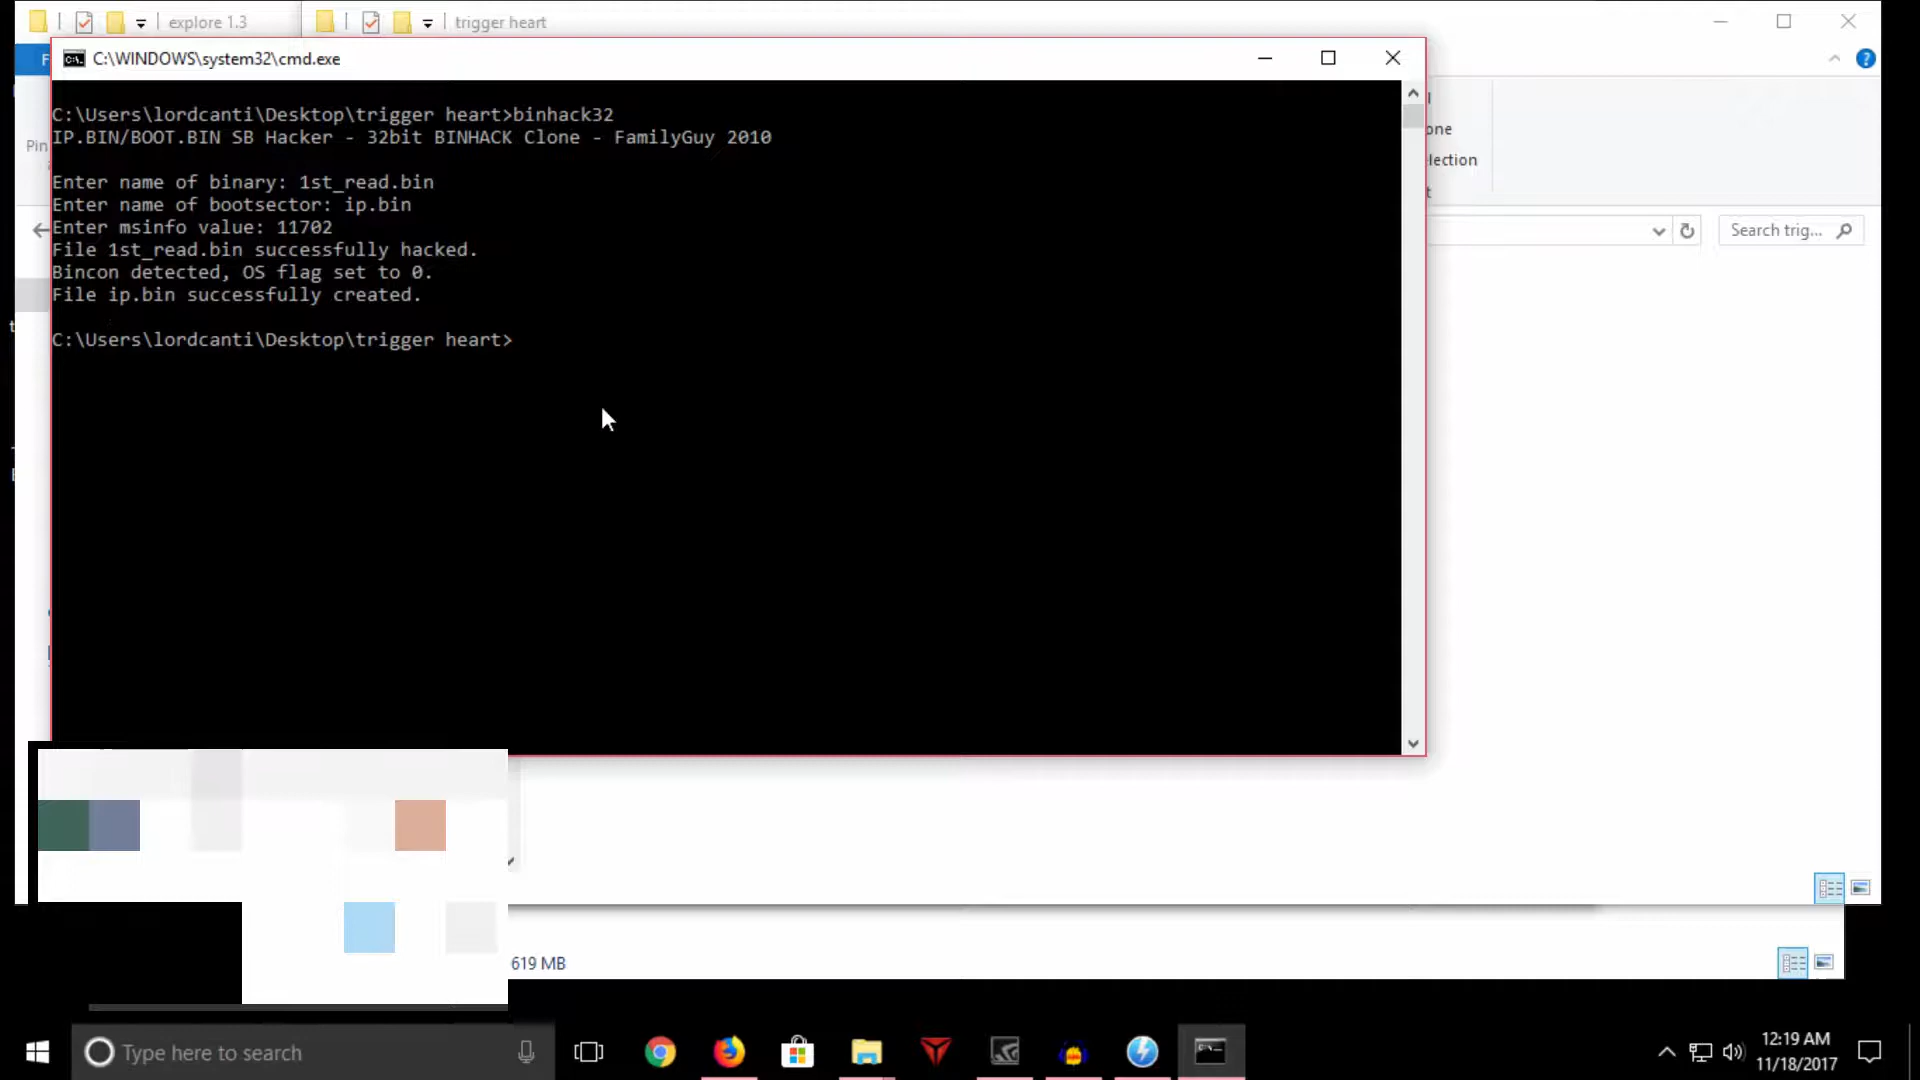 explore 1.3
trigger heart
C:\WINDOWS\system32\cmd.exe
C:\Users\lordcanti\Desktop\trigger heart>binhack32
IP.BIN/BOOT.BIN SB Hacker - 32bit BINHACK Clone - FamilyGuy 2010
Enter name of binary: 1st_read.bin
Enter name of bootsector: ip.bin
Enter msinfo value: 11702
File 1st_read.bin successfully hacked.
Bincon detected, OS flag set to 0.
File ip.bin successfully created.
C:\Users\lordcanti\Desktop\trigger heart>
F
Pin
one
lection
t
Search trig...
619 MB
Type here to search
12:19 AM
11/18/2017